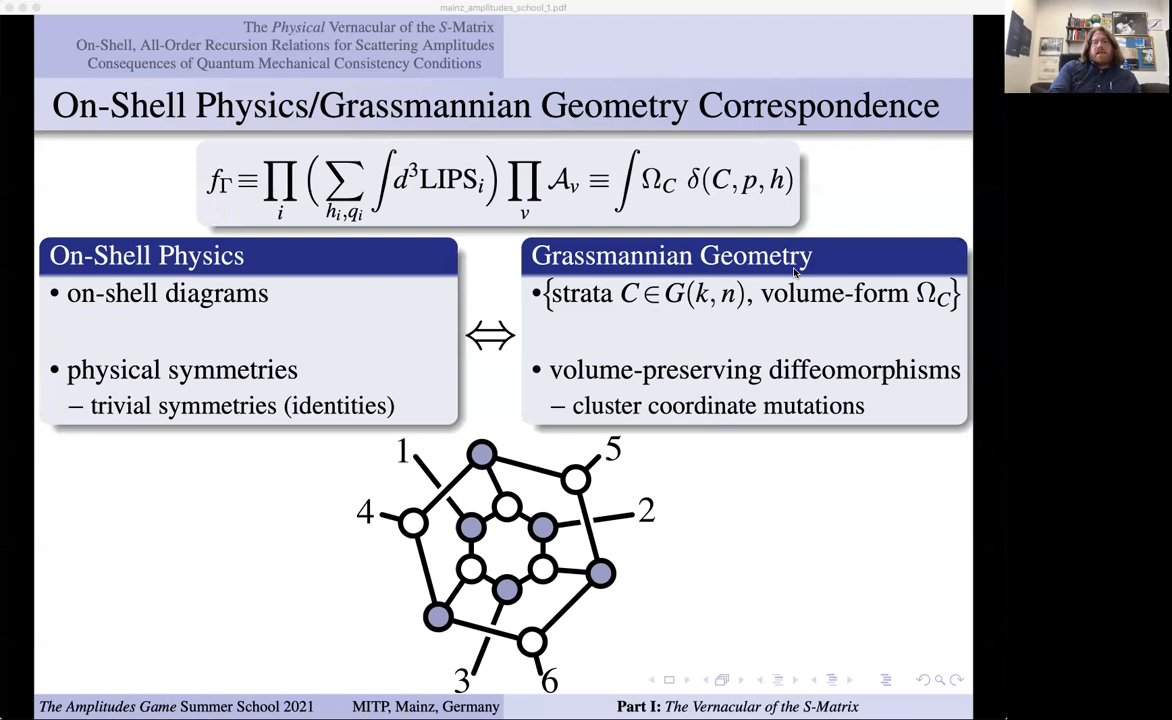 mainz_amplitudes_school_1.pdf
The Physical Vernacular of the S-Matrix
On-Shell, All-Order Recursion Relations for Scattering Amplitudes
Consequences of Quantum Mechanical Consistency Conditions
On-Shell Physics/Grassmannian Geometry Correspondence
f_Γ ≡ ∏_i ( ∑_{h_i,q_i} ∫ d³LIPS_i ) ∏_v 𝒜_v ≡ ∫ Ω_C δ(C, p, h)
On-Shell Physics
• on-shell diagrams
• physical symmetries
– trivial symmetries (identities)
⇔
Grassmannian Geometry
• {strata C ∈ G(k, n), volume-form Ω_C}
• volume-preserving diffeomorphisms
– cluster coordinate mutations
1
5
4
2
3
6
The Amplitudes Game Summer School 2021 MITP, Mainz, Germany Part I: The Vernacular of the S-Matrix